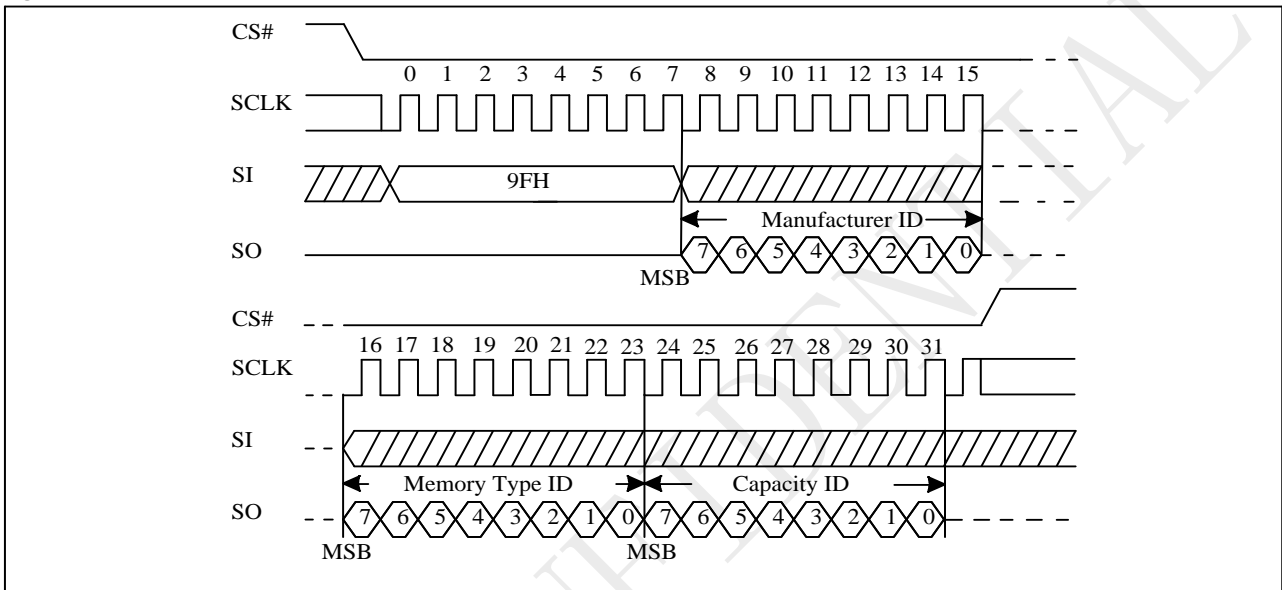 CS#
0 1 2 3 4 5 6 7 8 9 10 11 12 13 14 15
SCLK
SI
9FH
Manufacturer ID
SO
7 6 5 4 3 2 1 0
MSB
CS#
16 17 18 19 20 21 22 23 24 25 26 27 28 29 30 31
SCLK
SI
Memory Type ID Capacity ID
SO
7 6 5 4 3 2 1 0 7 6 5 4 3 2 1 0
MSB MSB